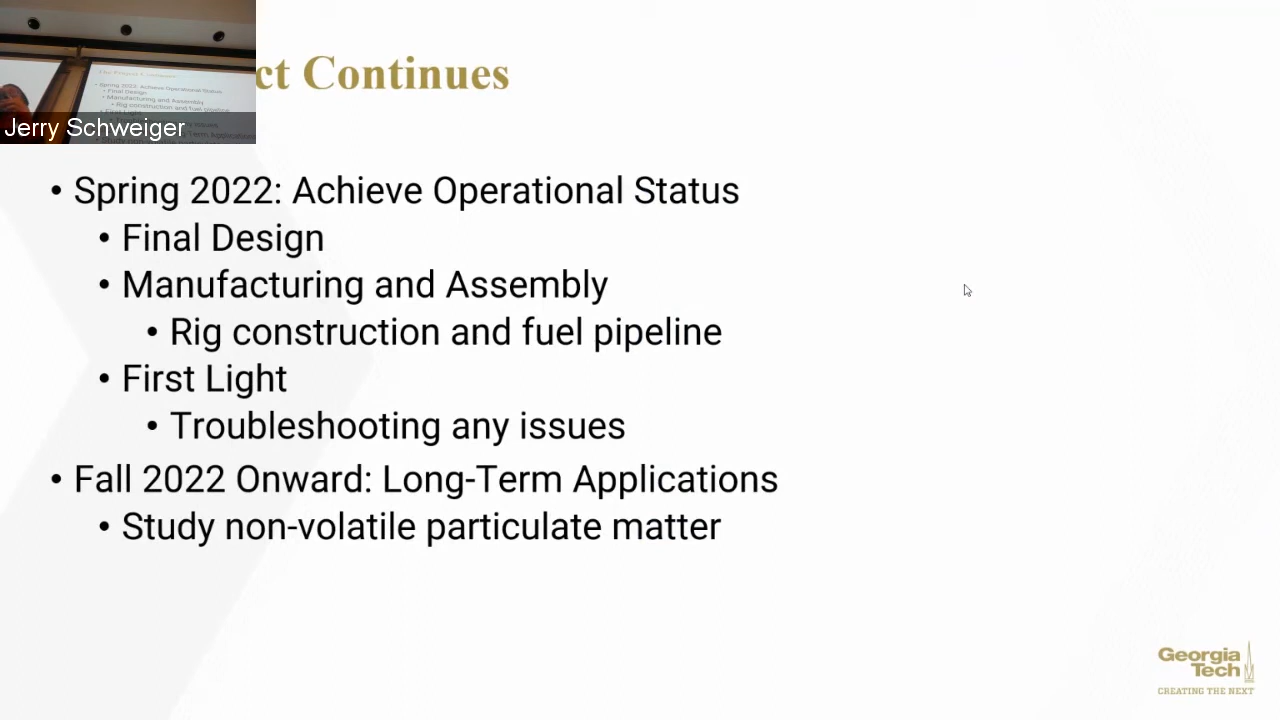 ct Continues
Jerry Schweiger
• Spring 2022: Achieve Operational Status
• Final Design
• Manufacturing and Assembly
• Rig construction and fuel pipeline
• First Light
• Troubleshooting any issues
• Fall 2022 Onward: Long-Term Applications
• Study non-volatile particulate matter
Georgia
Tech
CREATING THE NEXT